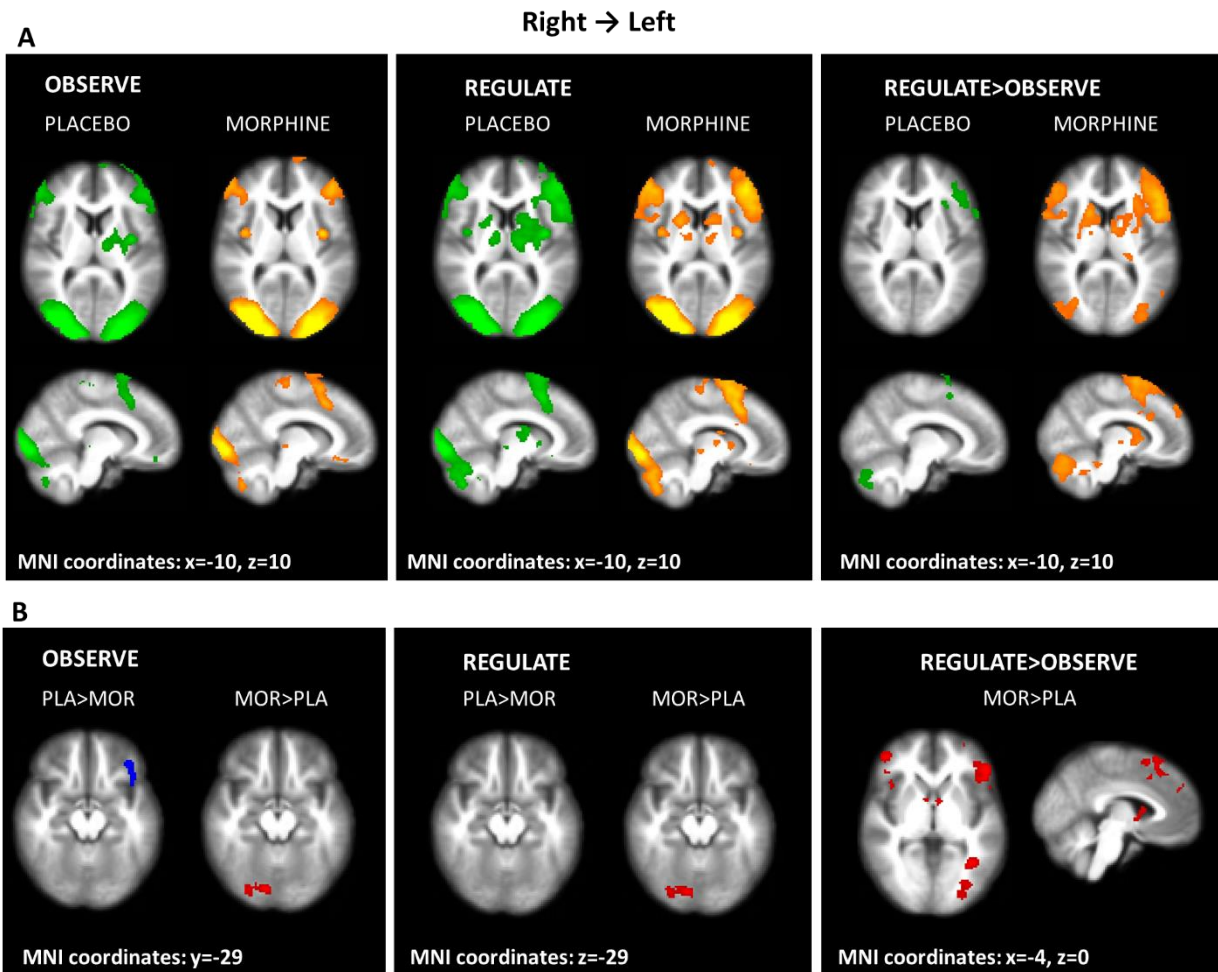 Right → Left
A
OBSERVE
PLACEBO MORPHINE
MNI coordinates: x=-10, z=10
REGULATE
PLACEBO MORPHINE
MNI coordinates: x=-10, z=10
REGULATE>OBSERVE
PLACEBO MORPHINE
MNI coordinates: x=-10, z=10
B
OBSERVE
PLA>MOR MOR>PLA
MNI coordinates: y=-29
REGULATE
PLA>MOR MOR>PLA
MNI coordinates: z=-29
REGULATE>OBSERVE
MOR>PLA
MNI coordinates: x=-4, z=0